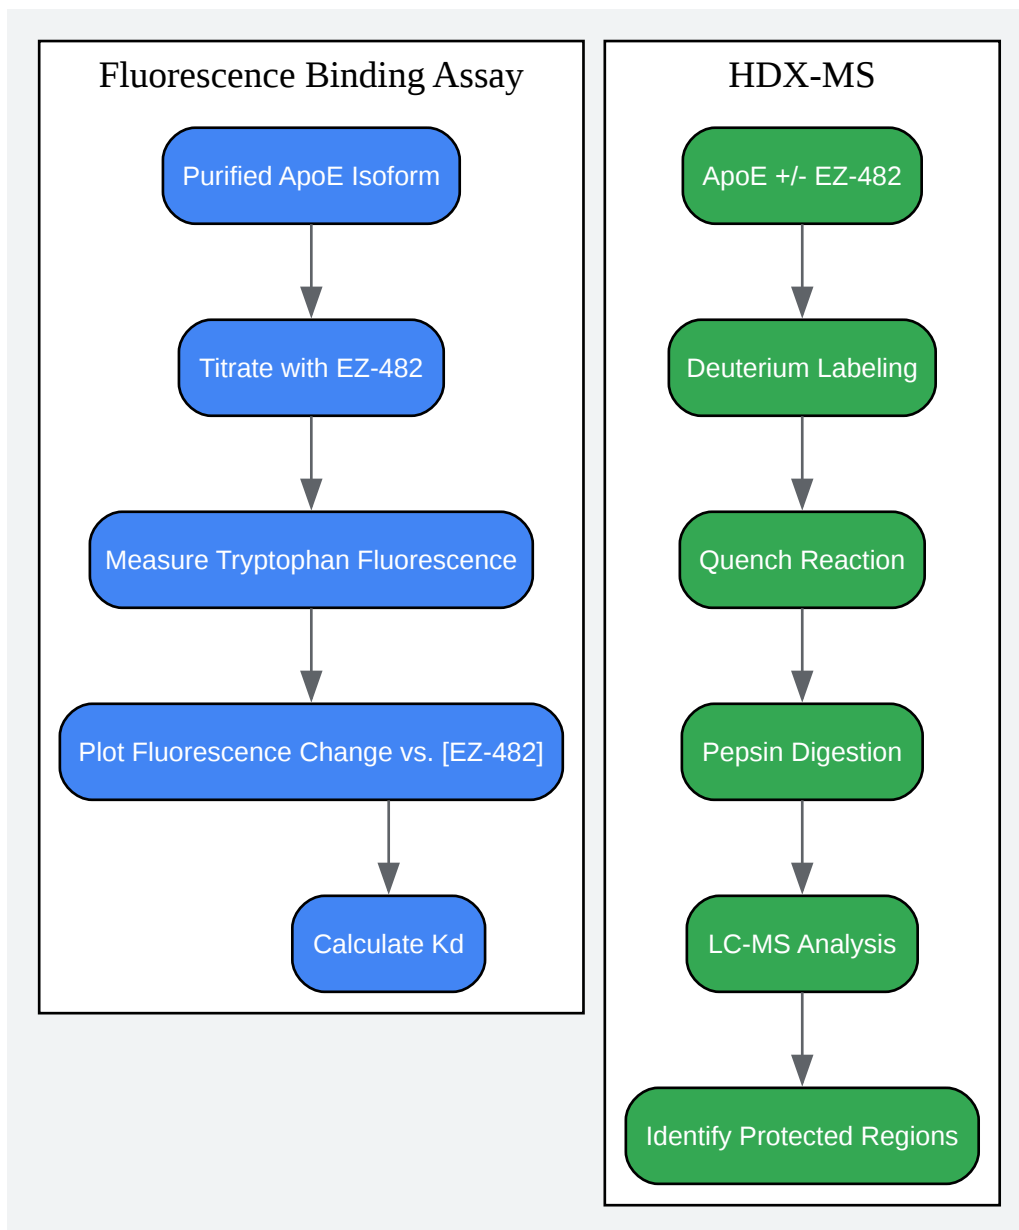 Fluorescence Binding Assay
Purified ApoE Isoform
Titrate with EZ-482
Measure Tryptophan Fluorescence
Plot Fluorescence Change vs. [EZ-482]
Calculate Kd
HDX-MS
ApoE +/- EZ-482
Deuterium Labeling
Quench Reaction
Pepsin Digestion
LC-MS Analysis
Identify Protected Regions